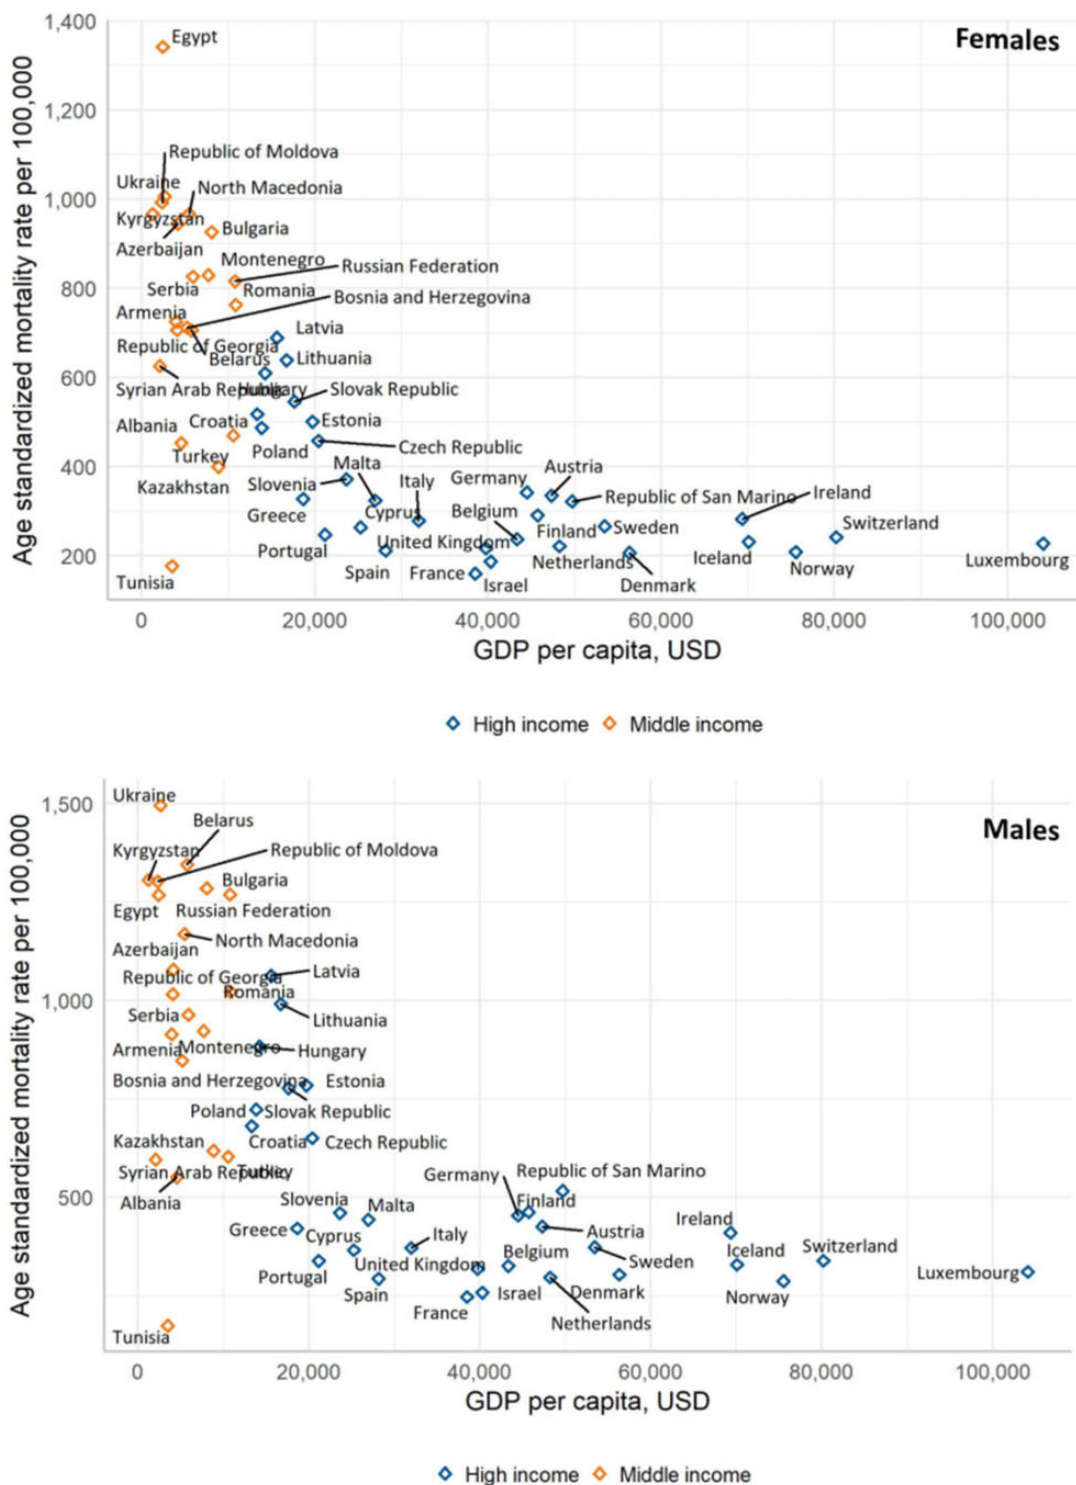 Females
Age standardized mortality rate per 100,000
1,400
1,200
1,000
800
600
400
200
Egypt
Republic of Moldova
Ukraine
North Macedonia
Kyrgyzstan
Bulgaria
Azerbaijan
Montenegro
Russian Federation
Serbia
Romania
Bosnia and Herzegovina
Armenia
Latvia
Republic of Georgia
Belarus
Lithuania
Syrian Arab Republic
Hungary
Slovak Republic
Albania
Croatia
Estonia
Turkey
Poland
Czech Republic
Malta
Kazakhstan
Slovenia
Italy
Germany
Austria
Republic of San Marino
Ireland
Greece
Cyprus
Belgium
Finland
Sweden
Switzerland
Portugal
United Kingdom
Netherlands
Iceland
Luxembourg
Tunisia
Spain
France
Israel
Denmark
Norway
0
20,000
40,000
60,000
80,000
100,000
GDP per capita, USD
High income
Middle income
Males
Age standardized mortality rate per 100,000
1,500
1,000
500
Ukraine
Belarus
Kyrgyzstan
Republic of Moldova
Bulgaria
Egypt
Russian Federation
North Macedonia
Azerbaijan
Republic of Georgia
Latvia
Romania
Serbia
Lithuania
Armenia
Montenegro
Hungary
Bosnia and Herzegovina
Estonia
Poland
Slovak Republic
Kazakhstan
Croatia
Czech Republic
Syrian Arab Republic
Turkey
Albania
Germany
Republic of San Marino
Slovenia
Malta
Finland
Greece
Cyprus
Italy
Austria
Ireland
Portugal
United Kingdom
Belgium
Sweden
Iceland
Switzerland
Spain
Israel
Denmark
Luxembourg
France
Netherlands
Norway
Tunisia
0
20,000
40,000
60,000
80,000
100,000
GDP per capita, USD
High income
Middle income